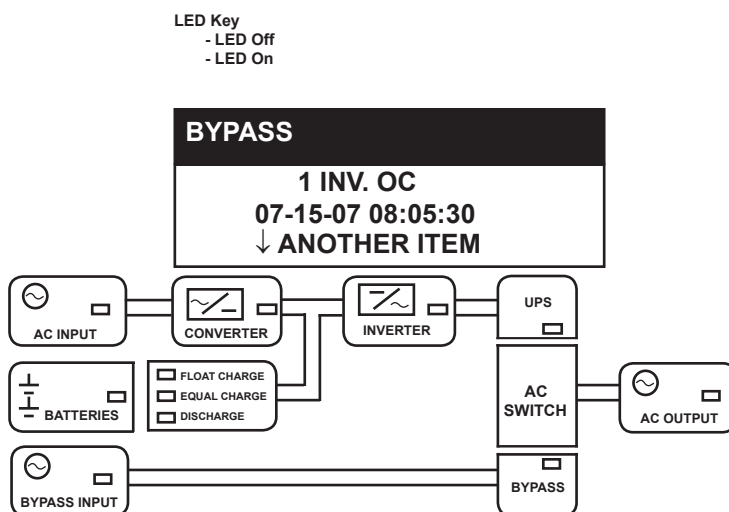 LED Key
- LED Off
- LED On
BYPASS
1 INV. OC
07-15-07 08:05:30
↓ ANOTHER ITEM
AC INPUT
CONVERTER
INVERTER
UPS
BATTERIES
FLOAT CHARGE
EQUAL CHARGE
DISCHARGE
AC
SWITCH
AC OUTPUT
BYPASS INPUT
BYPASS